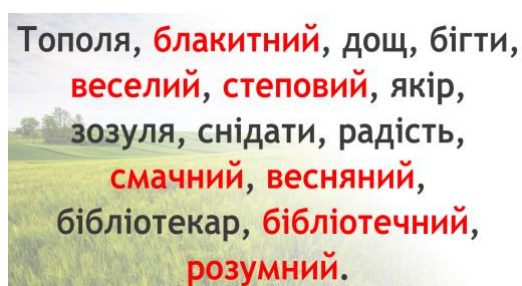 Тополя, блакитний, дощ, бігти,
веселий, степовий, якір,
зозуля, снідати, радість,
смачний, весняний,
бібліотекар, бібліотечний,
розумний.